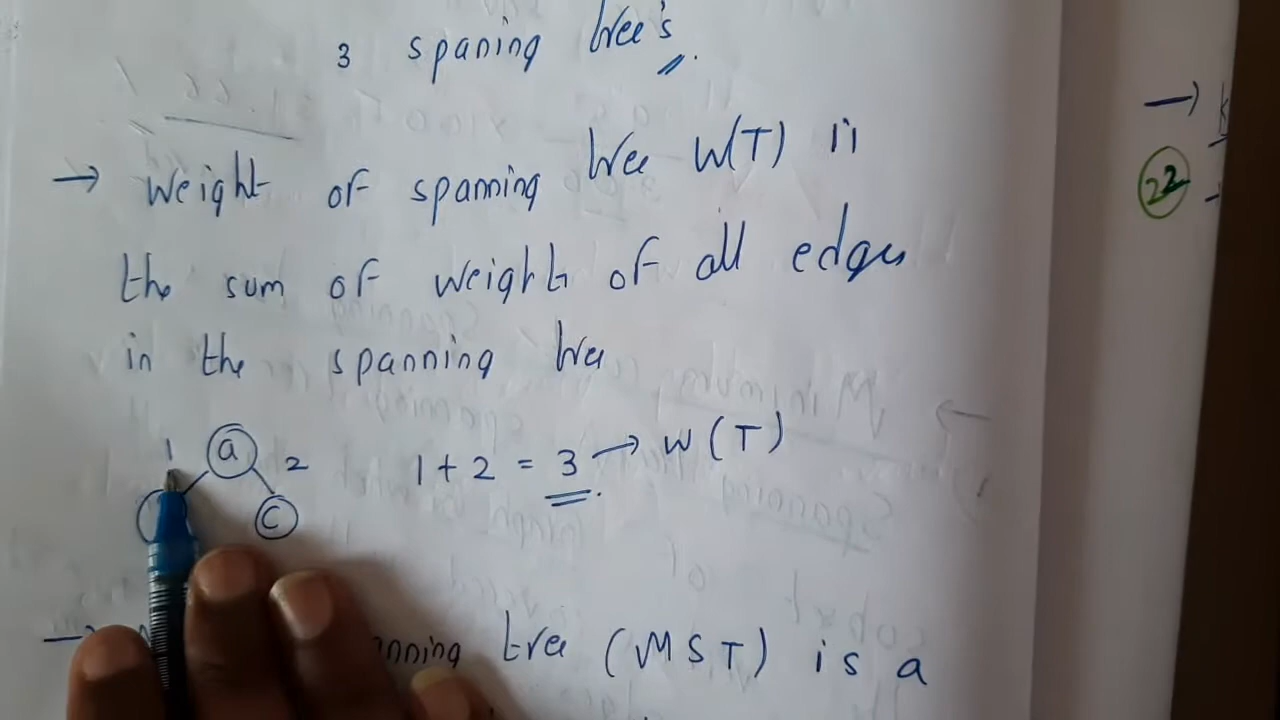 3 spaning tree's
→ Weight of spanning tree W(T) is
the sum of weight of all edges
in the spanning tree
1 a 2 1 + 2 = 3 → W(T)
c
→ nning tree (MST) is a
→ k
22